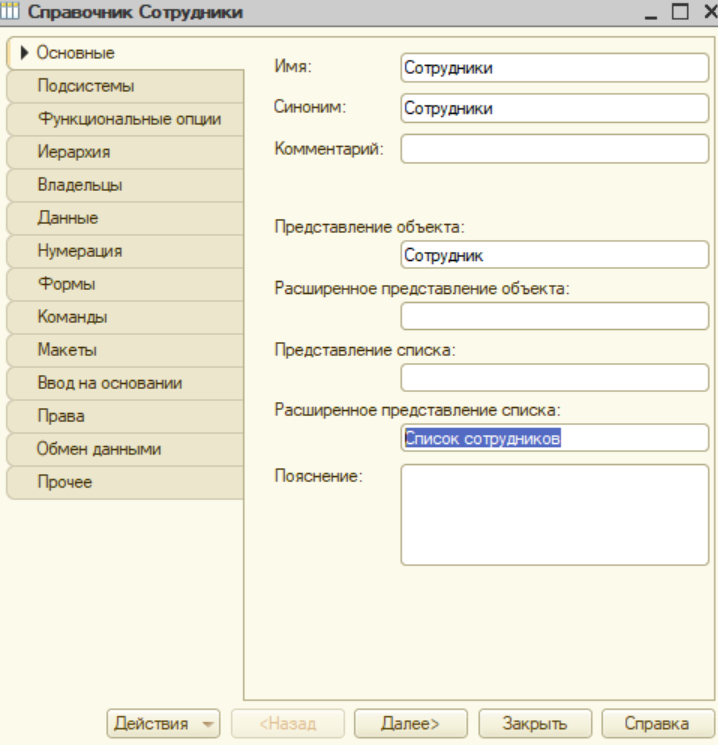 Справочник Сотрудники
Основные
Подсистемы
Функциональные опции
Иерархия
Владельцы
Данные
Нумерация
Формы
Команды
Макеты
Ввод на основании
Права
Обмен данными
Прочее
Имя: Сотрудники
Синоним: Сотрудники
Комментарий:
Представление объекта:
Сотрудник
Расширенное представление объекта:
Представление списка:
Расширенное представление списка:
Список сотрудников
Пояснение:
Действия <Назад Далее> Закрыть Справка